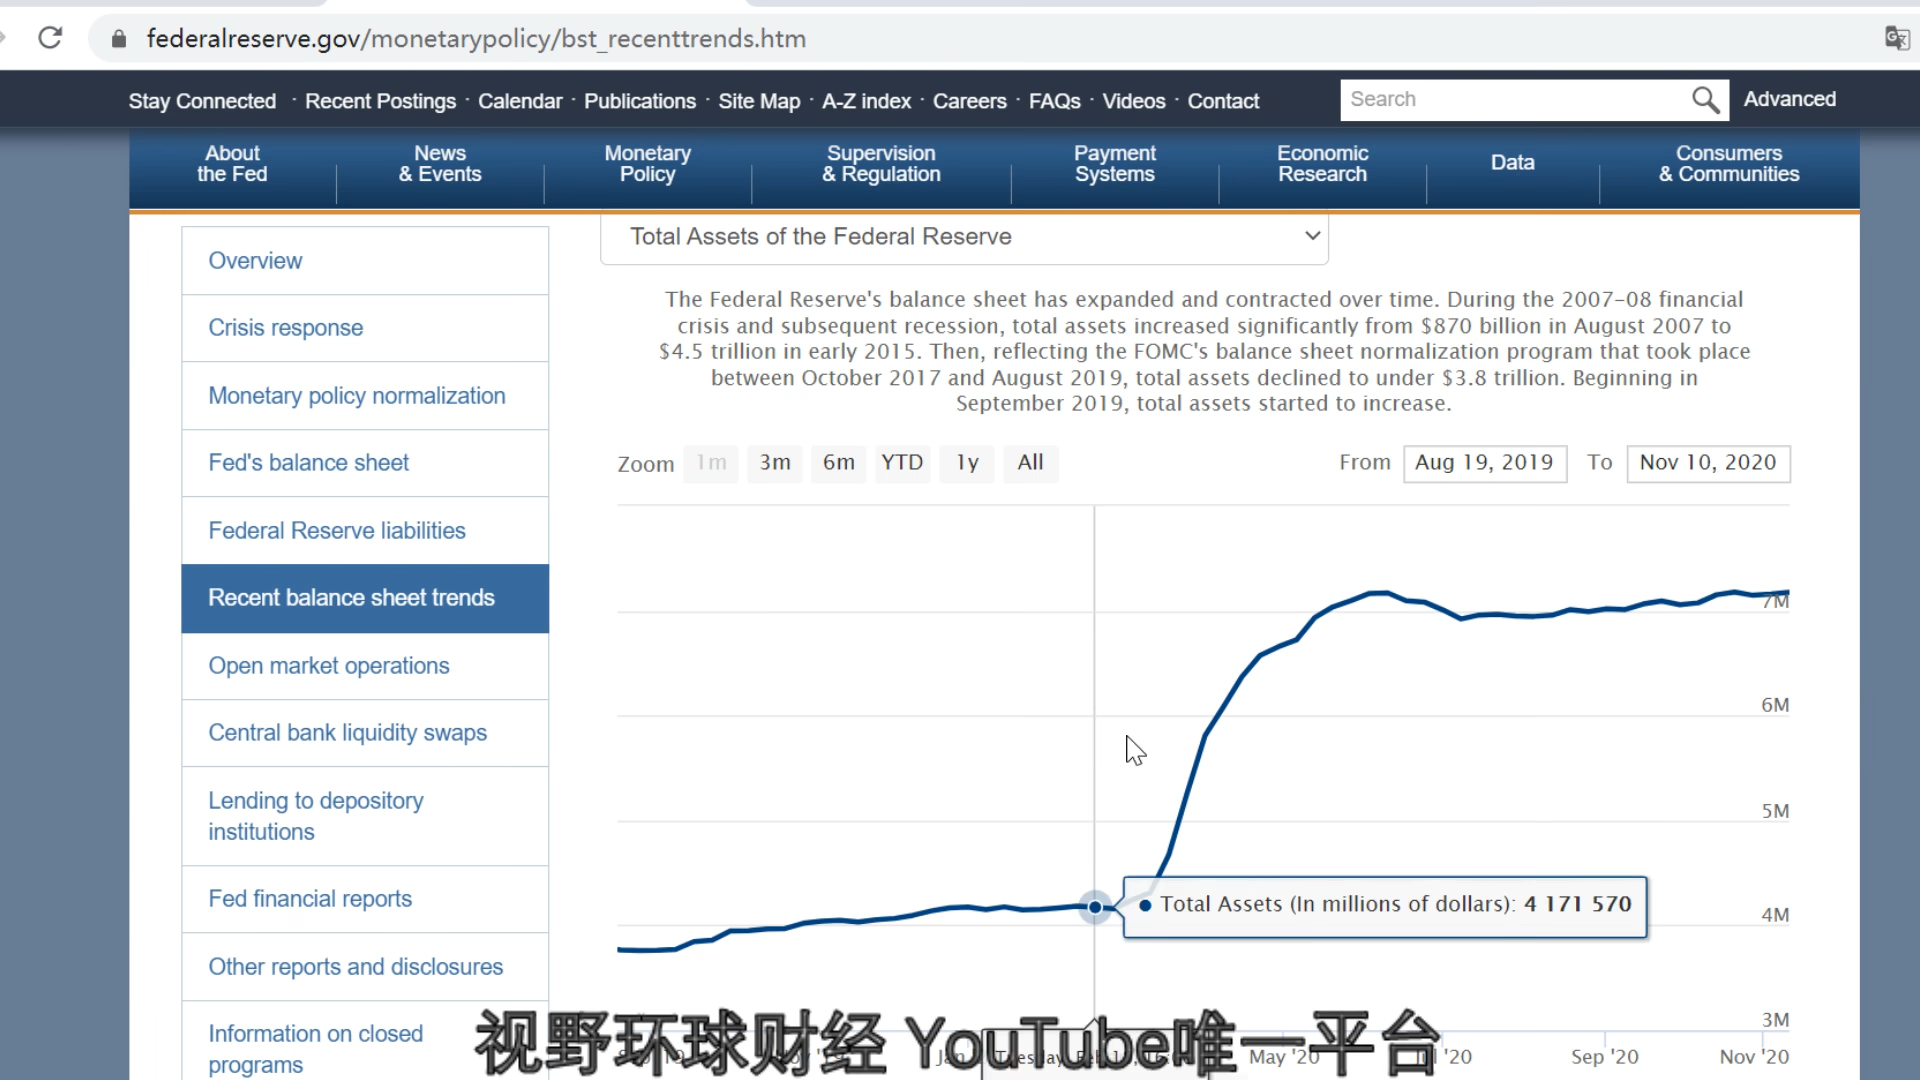 federalreserve.gov/monetarypolicy/bst_recenttrends.htm
Stay Connected · Recent Postings · Calendar · Publications · Site Map · A-Z index · Careers · FAQs · Videos · Contact
Search
Advanced
About
the Fed
News
& Events
Monetary
Policy
Supervision
& Regulation
Payment
Systems
Economic
Research
Data
Consumers
& Communities
Overview
Crisis response
Monetary policy normalization
Fed's balance sheet
Federal Reserve liabilities
Recent balance sheet trends
Open market operations
Central bank liquidity swaps
Lending to depository
institutions
Fed financial reports
Other reports and disclosures
Information on closed
programs
Total Assets of the Federal Reserve
The Federal Reserve's balance sheet has expanded and contracted over time. During the 2007-08 financial
crisis and subsequent recession, total assets increased significantly from $870 billion in August 2007 to
$4.5 trillion in early 2015. Then, reflecting the FOMC's balance sheet normalization program that took place
between October 2017 and August 2019, total assets declined to under $3.8 trillion. Beginning in
September 2019, total assets started to increase.
Zoom 1m 3m 6m YTD 1y All
From Aug 19, 2019 To Nov 10, 2020
7M
6M
5M
Total Assets (In millions of dollars): 4 171 570
4M
3M
视野环球财经 YouTube唯一平台
Jan
Tuesday, Feb
May '20
'20
Sep '20
Nov '20